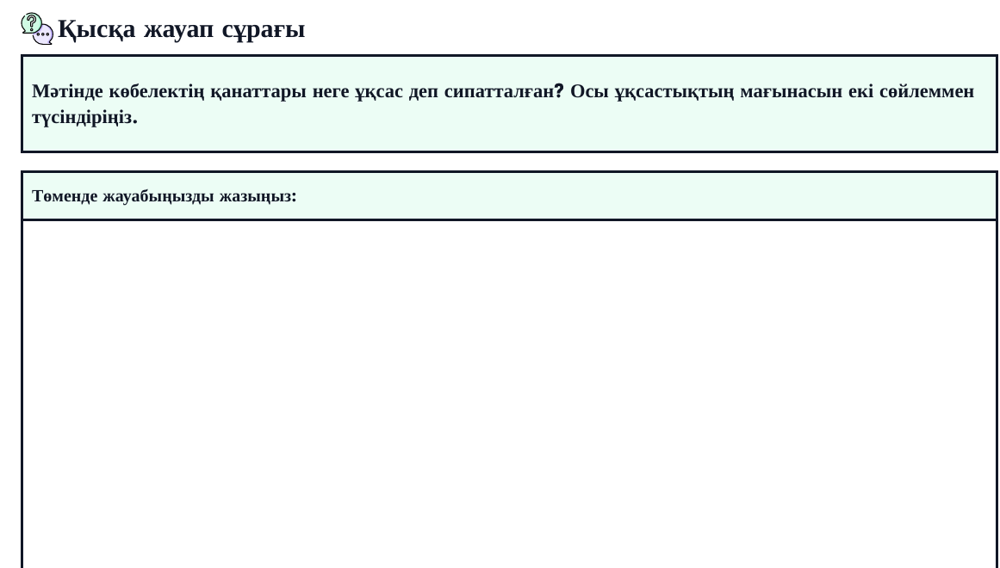 Қысқа жауап сұрағы
Мәтінде көбелектің қанаттары неге ұқсас деп сипатталған? Осы ұқсастықтың мағынасын екі сөйлеммен
түсіндіріңіз.
Төменде жауабыңызды жазыңыз: